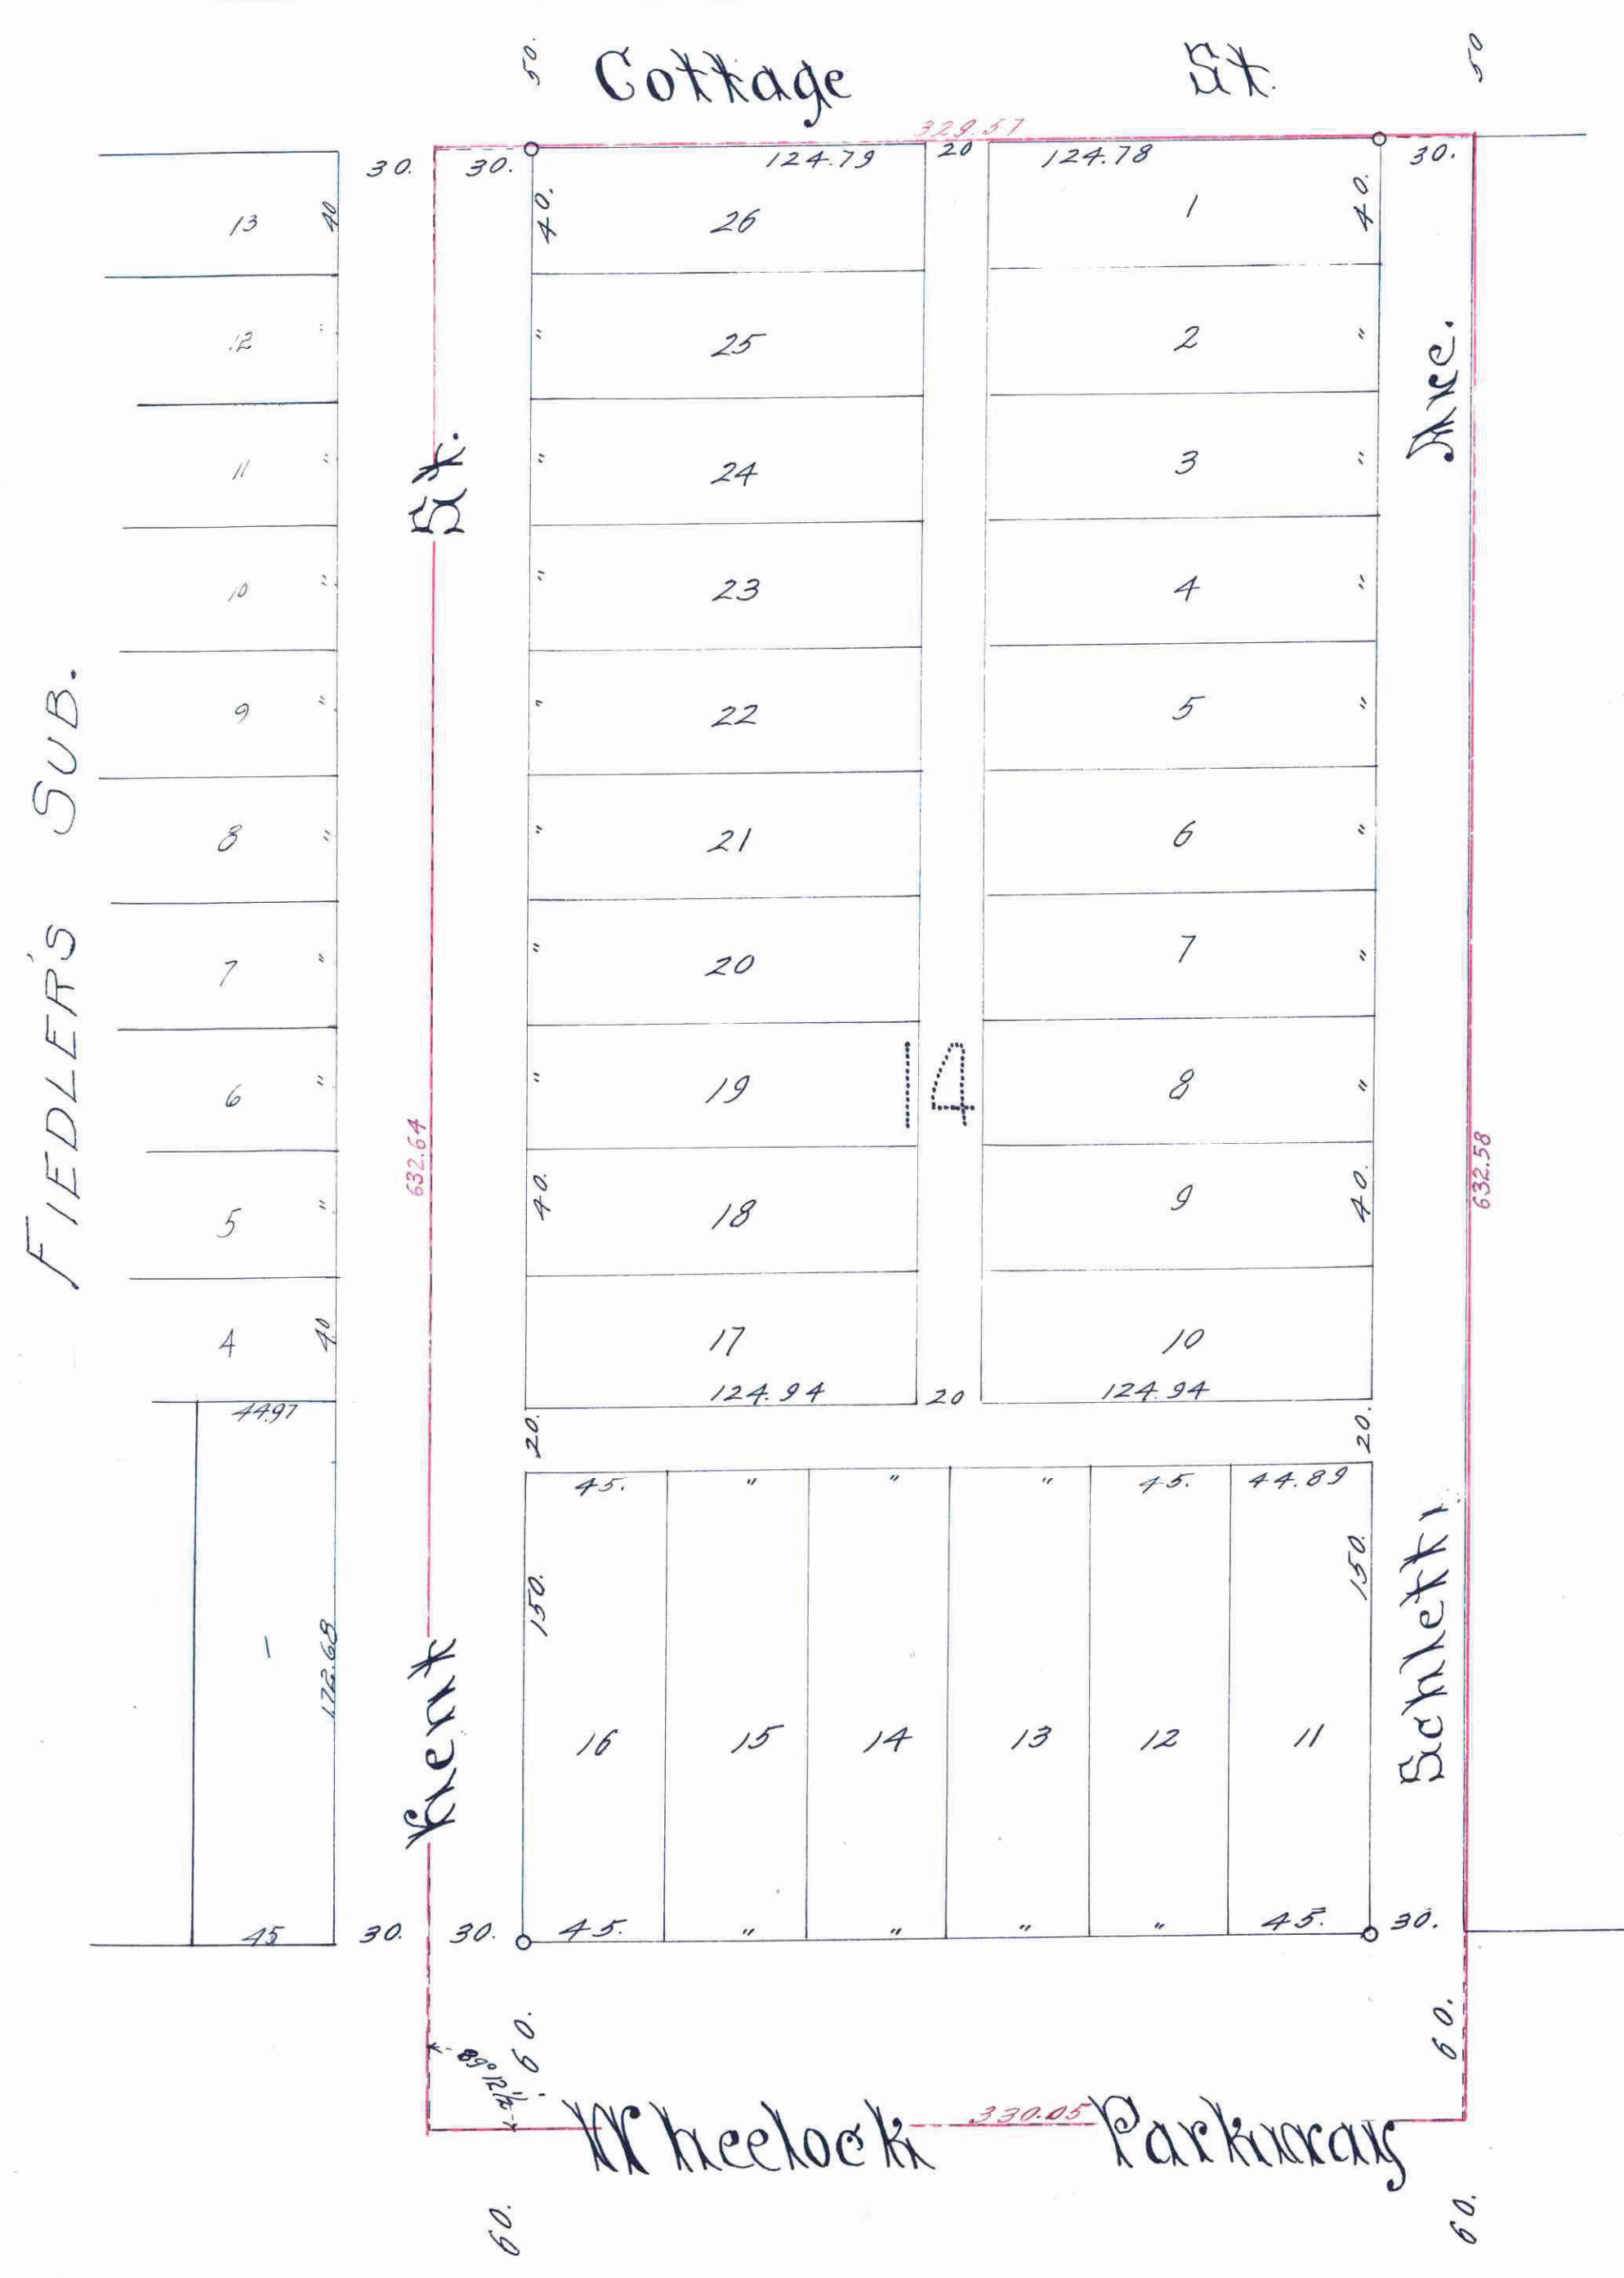 50. Cottage St. 50
329.57
30. 30. 124.79 20 124.78 30.
13 40 40. 26 1 40.
12 " " 25 2 "
11 " " 24 3 "
10 " " 23 4 "
9 " " 22 5 "
8 " " 21 6 "
7 " " 20 7 "
6 " " 19 14 8 "
5 " 40. 18 9 40.
4 40 17 10
124.94 20 124.94
44.97 20. 20.
45. " " " 45. 44.89
150. 150.
1 172.68 16 15 14 13 12 11
45 30. 30. 45. " " " " 45. 30.
60. 60.
89° 12 1/2'
Wheelock 330.05 Parkway
60. 60.
FIEDLER'S SUB.
Kent St.
632.64
Ave.
632.58